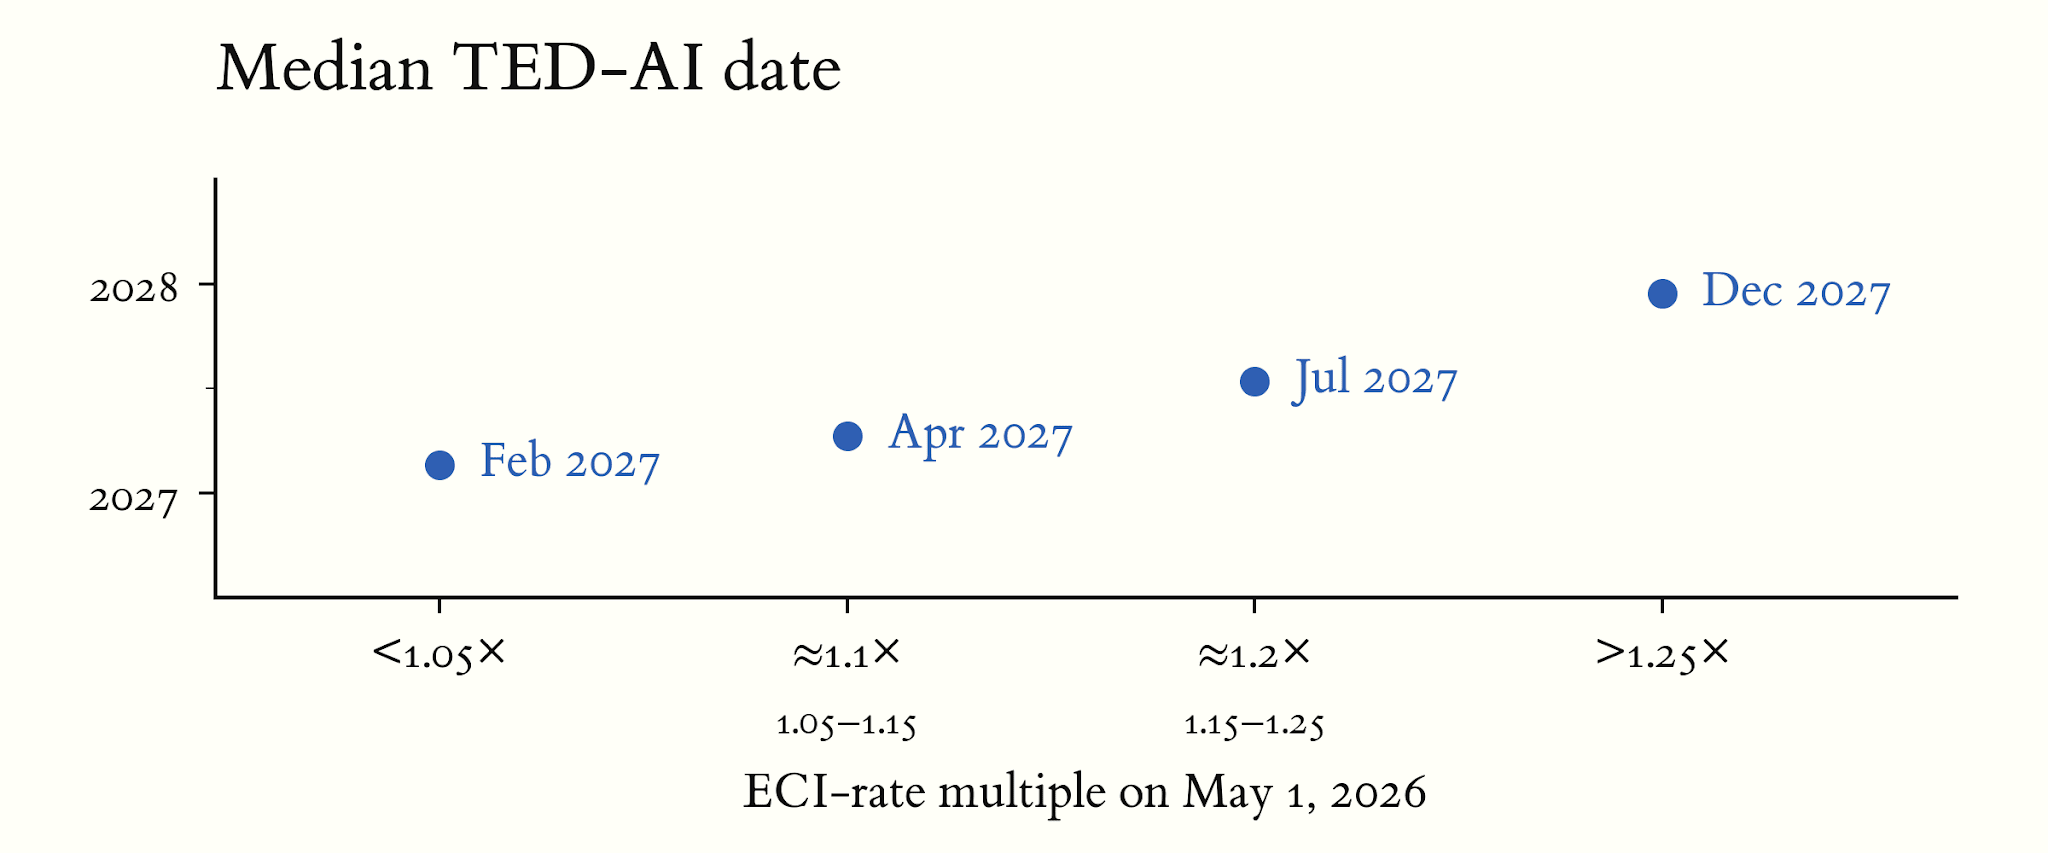 Median TED-AI date
2028
2027
Dec 2027
Jul 2027
Apr 2027
Feb 2027
<1.05×
≈1.1×
≈1.2×
>1.25×
1.05–1.15
1.15–1.25
ECI-rate multiple on May 1, 2026